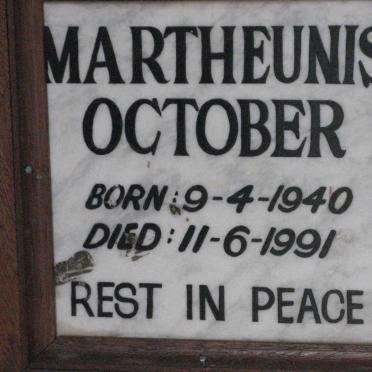 MARTHEUNIS
OCTOBER
BORN: 9-4-1940
DIED: 11-6-1991
REST IN PEACE